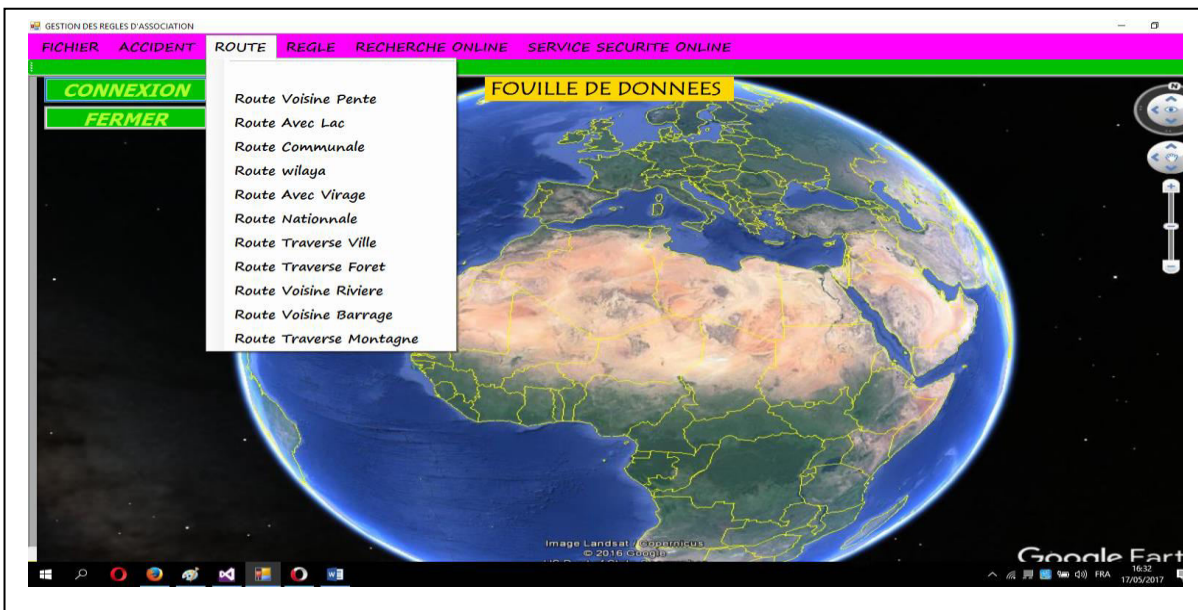 GESTION DES REGLES D'ASSOCIATION
FICHIER ACCIDENT ROUTE REGLE RECHERCHE ONLINE SERVICE SECURITE ONLINE
CONNEXION
FERMER
FOUILLE DE DONNEES
Route Voisine Pente
Route Avec Lac
Route Communale
Route wilaya
Route Avec Virage
Route Nationnale
Route Traverse Ville
Route Traverse Foret
Route Voisine Riviere
Route Voisine Barrage
Route Traverse Montagne
N
Image Landsat / Copernicus
© 2016 Google
Google Eart
FRA
16:32
17/05/2017